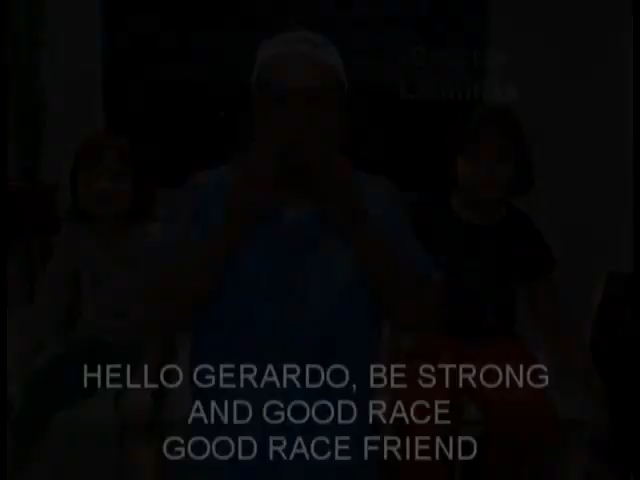 HELLO GERARDO, BE STRONG
AND GOOD RACE
GOOD RACE FRIEND